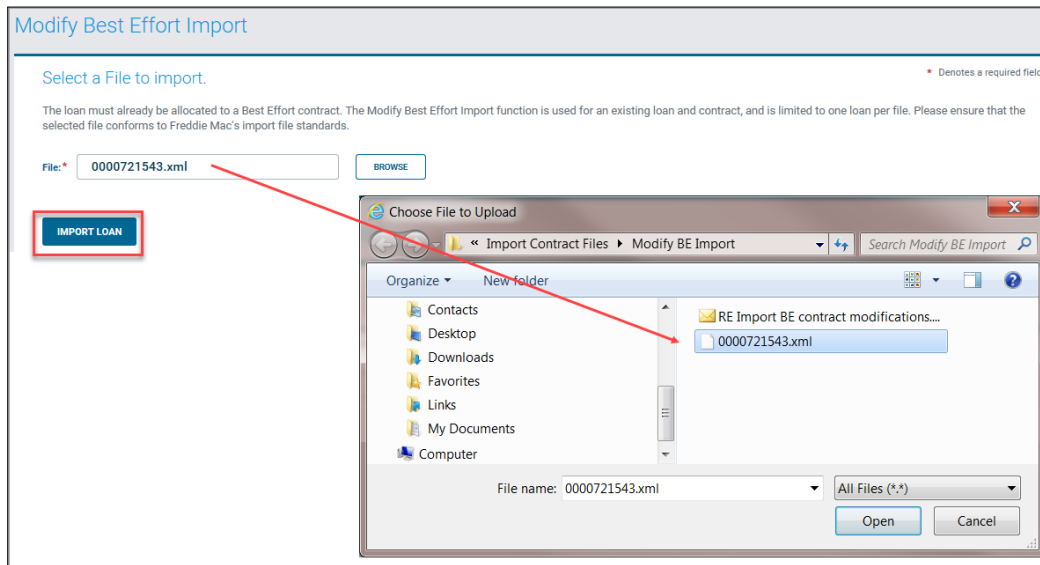 Modify Best Effort Import
Select a File to import.
* Denotes a required field
The loan must already be allocated to a Best Effort contract. The Modify Best Effort Import function is used for an existing loan and contract, and is limited to one loan per file. Please ensure that the
selected file conforms to Freddie Mac's import file standards.
File:* 0000721543.xml BROWSE
IMPORT LOAN
Choose File to Upload
« Import Contract Files Modify BE Import Search Modify BE Import
Organize New folder
Contacts
Desktop
Downloads
Favorites
Links
My Documents
Computer
RE Import BE contract modifications....
0000721543.xml
File name: 0000721543.xml All Files (*.*)
Open Cancel